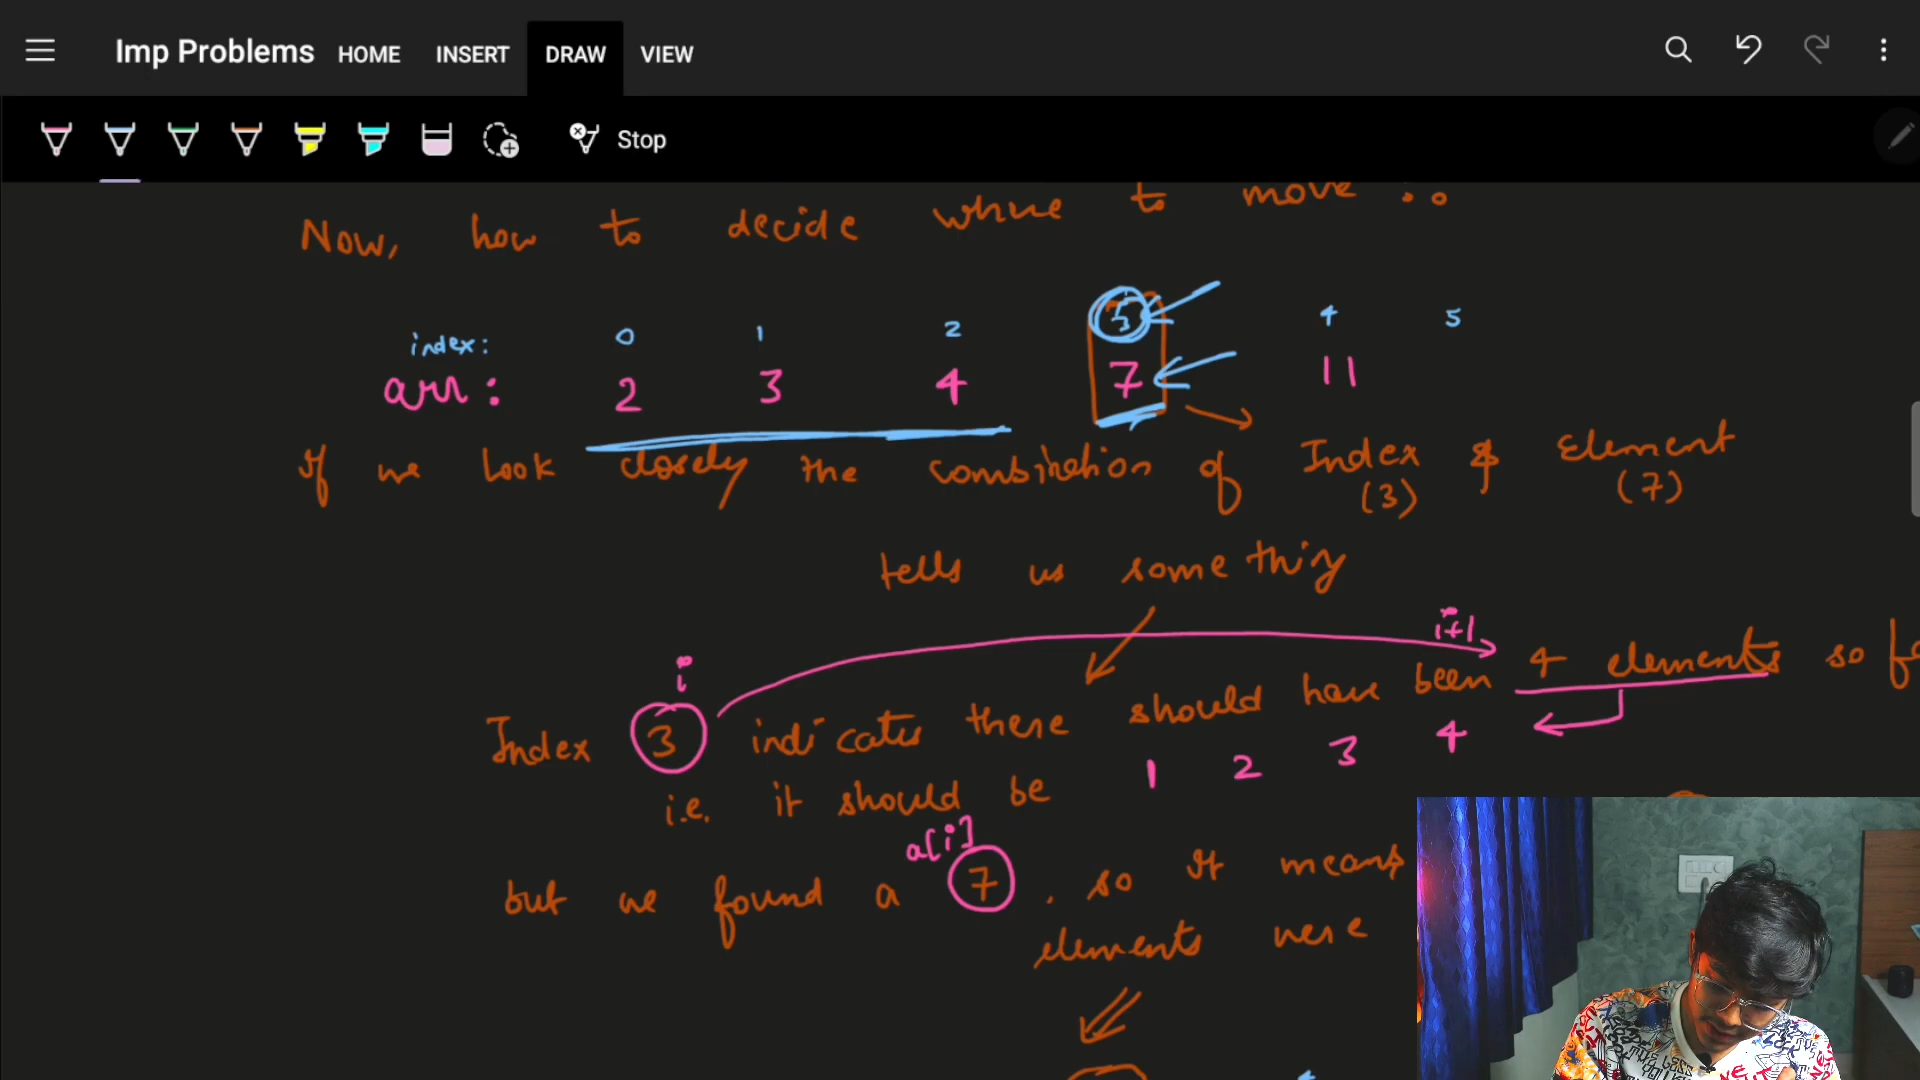 Imp Problems HOME INSERT DRAW VIEW
Stop
Now, how to decide where to move ..
index: 0 1 2 3 4 5
arr: 2 3 4 7 11
If we look closely the combination of Index & Element
(3) (7)
tells us something
i i+1
Index 3 indicates there should have been 4 elements so
i.e. it should be 1 2 3 4
a[i]
but we found a 7 . so it means
elements were